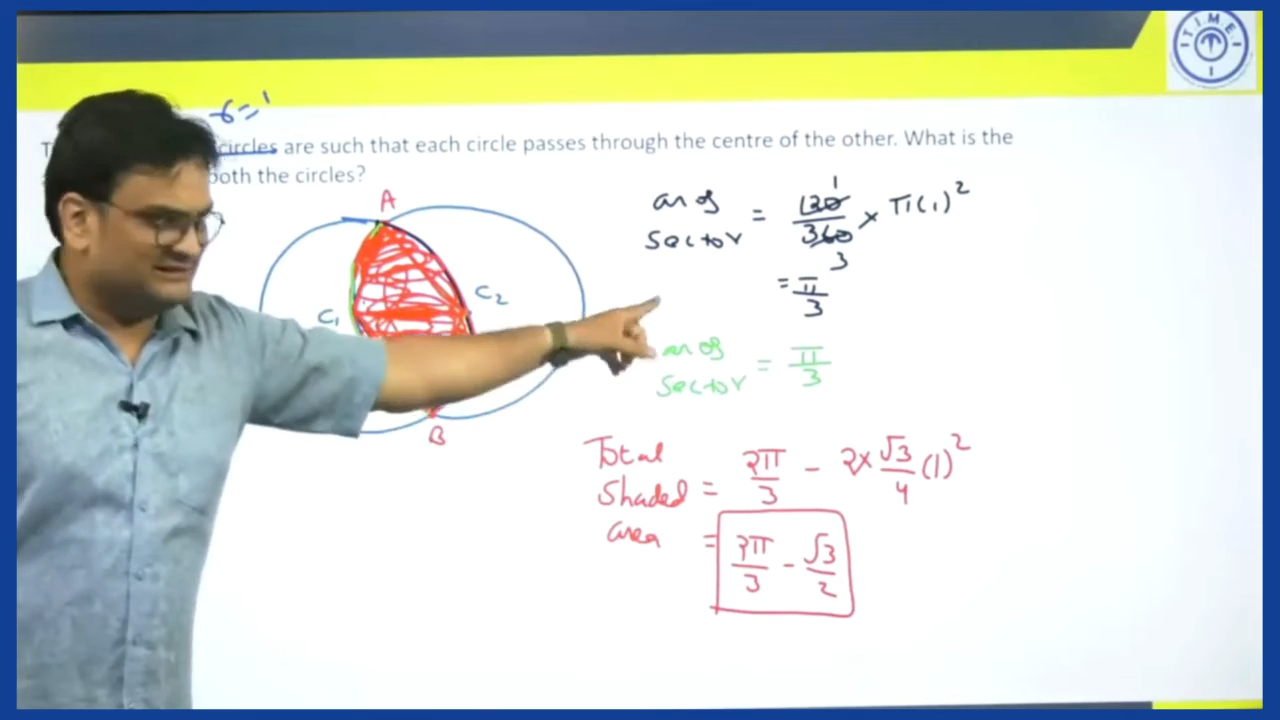 T.I.M.E.
r=1
circles are such that each circle passes through the centre of the other. What is the
both the circles?
A
C₁
C₂
B
ar of sector = 120/360 × π(1)²
1
3
= π/3
ar of sector = π/3
Total shaded area = 2π/3 - 2×√3/4 (1)²
= 2π/3 - √3/2